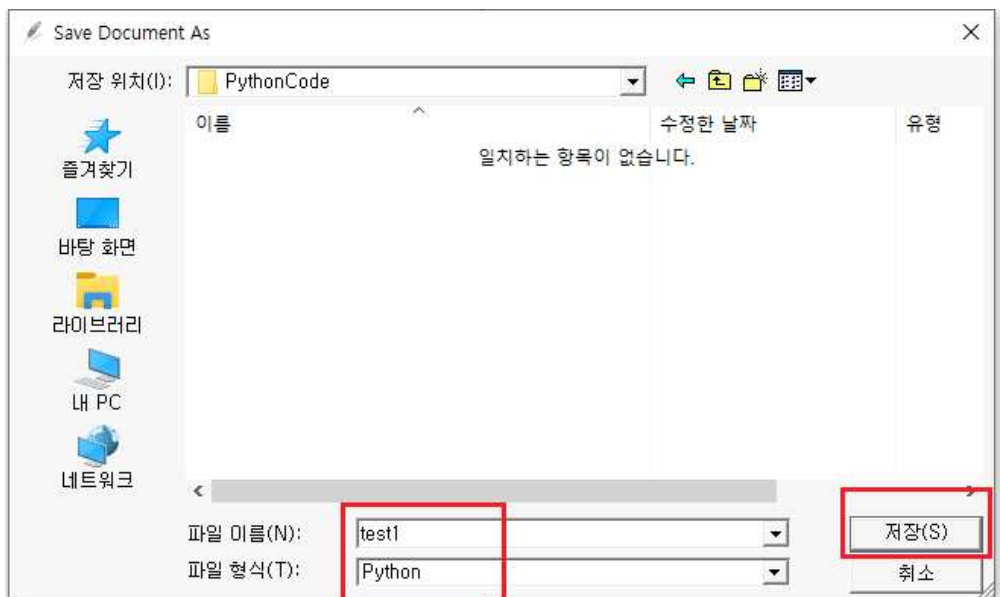 Save Document As
저장 위치(I): PythonCode
이름 수정한 날짜 유형
일치하는 항목이 없습니다.
즐겨찾기
바탕 화면
라이브러리
내 PC
네트워크
파일 이름(N): test1 저장(S)
파일 형식(T): Python 취소